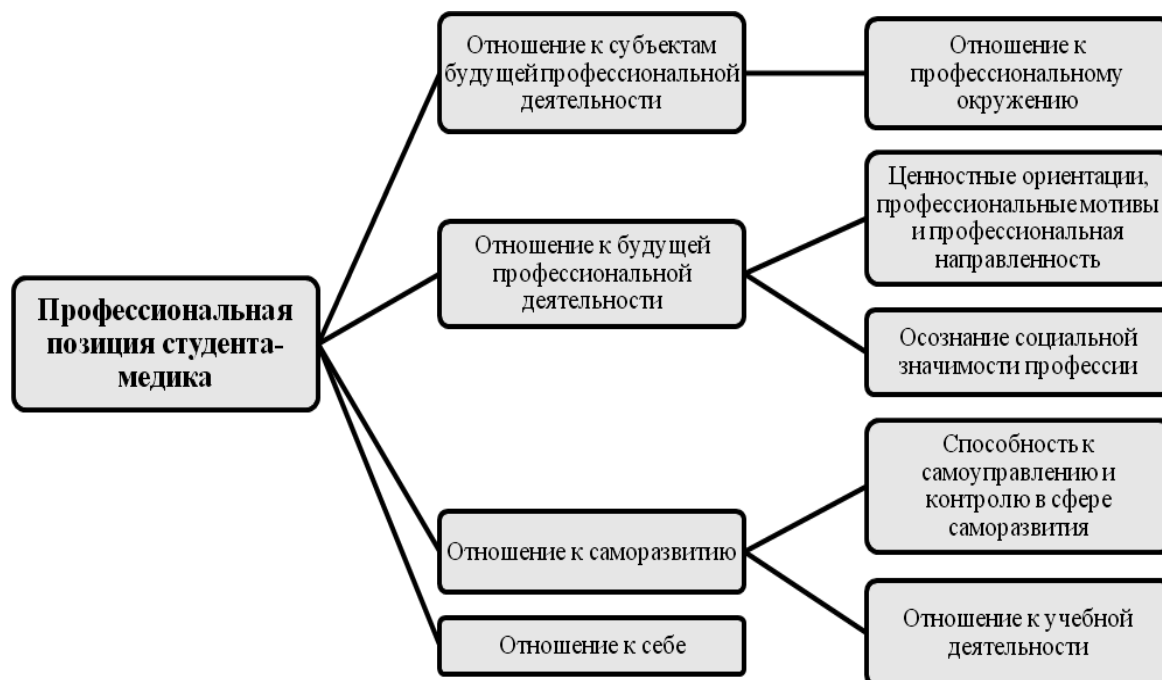 Профессиональная
позиция студента-
медика
Отношение к субъектам
будущей профессиональной
деятельности
Отношение к
профессиональному
окружению
Отношение к будущей
профессиональной
деятельности
Ценностные ориентации,
профессиональные мотивы
и профессиональная
направленность
Осознание социальной
значимости профессии
Отношение к саморазвитию
Способность к
самоуправлению и
контролю в сфере
саморазвития
Отношение к учебной
деятельности
Отношение к себе